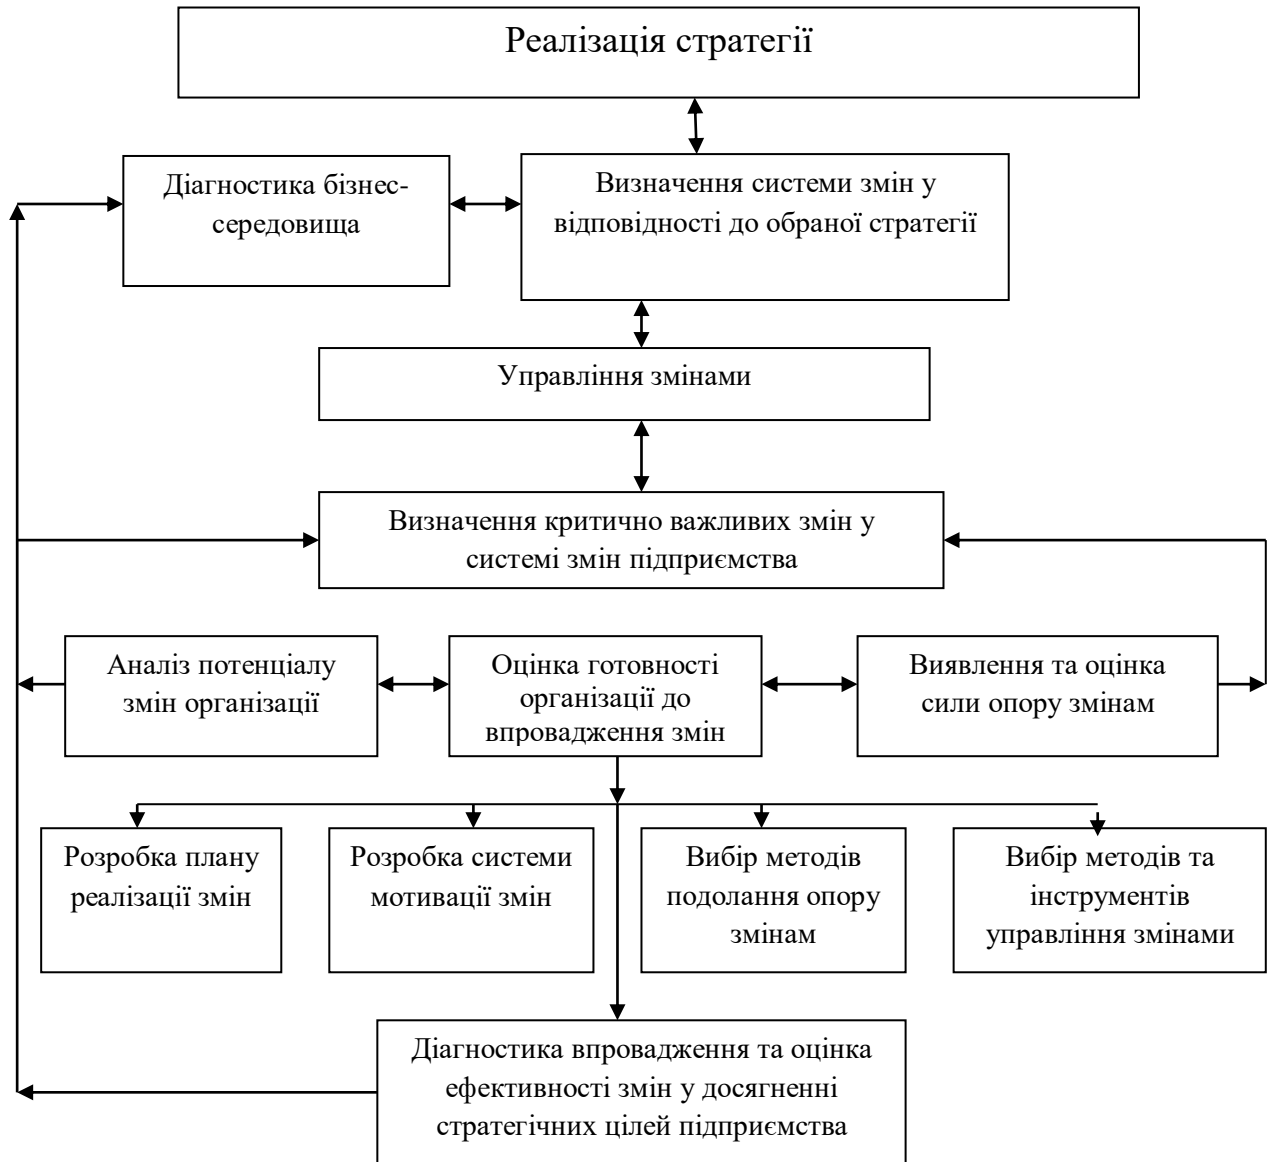 Реалізація стратегії
Діагностика бізнес-
середовища
Визначення системи змін у
відповідності до обраної стратегії
Управління змінами
Визначення критично важливих змін у
системі змін підприємства
Аналіз потенціалу
змін організації
Оцінка готовності
організації до
впровадження змін
Виявлення та оцінка
сили опору змінам
Розробка плану
реалізації змін
Розробка системи
мотивації змін
Вибір методів
подолання опору
змінам
Вибір методів та
інструментів
управління змінами
Діагностика впровадження та оцінка
ефективності змін у досягненні
стратегічних цілей підприємства